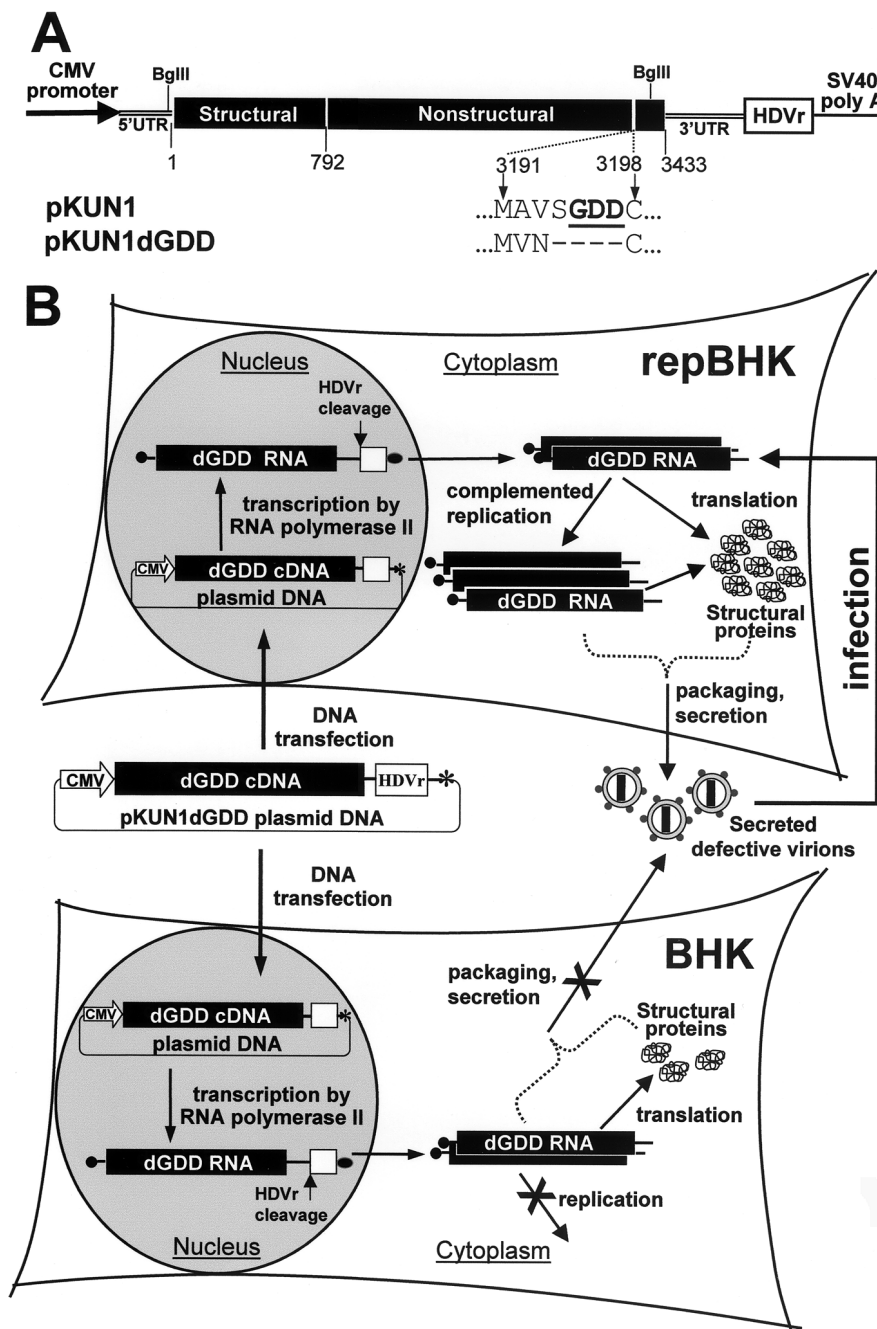 A
CMV
promoter
BglII
BglII
SV40
poly A
Structural
Nonstructural
HDVr
5'UTR
3'UTR
1
792
3191
3198
3433
pKUN1
...MAVSGDDC...
pKUN1dGDD
...MVN----C...
B
Nucleus
Cytoplasm
repBHK
HDVr
cleavage
dGDD RNA
dGDD RNA
transcription by
RNA polymerase II
complemented
replication
translation
CMV
dGDD cDNA
*
plasmid DNA
dGDD RNA
Structural
proteins
infection
packaging,
secretion
DNA
transfection
CMV
dGDD cDNA
HDVr
*
pKUN1dGDD plasmid DNA
Secreted
defective virions
DNA
transfection
BHK
packaging,
secretion
CMV
dGDD cDNA
*
plasmid DNA
Structural
proteins
transcription by
RNA polymerase II
translation
dGDD RNA
dGDD RNA
HDVr
cleavage
replication
Nucleus
Cytoplasm